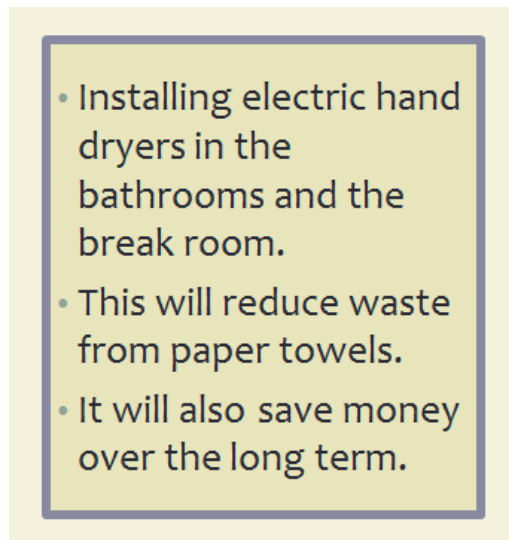 • Installing electric hand
dryers in the
bathrooms and the
break room.
• This will reduce waste
from paper towels.
• It will also save money
over the long term.